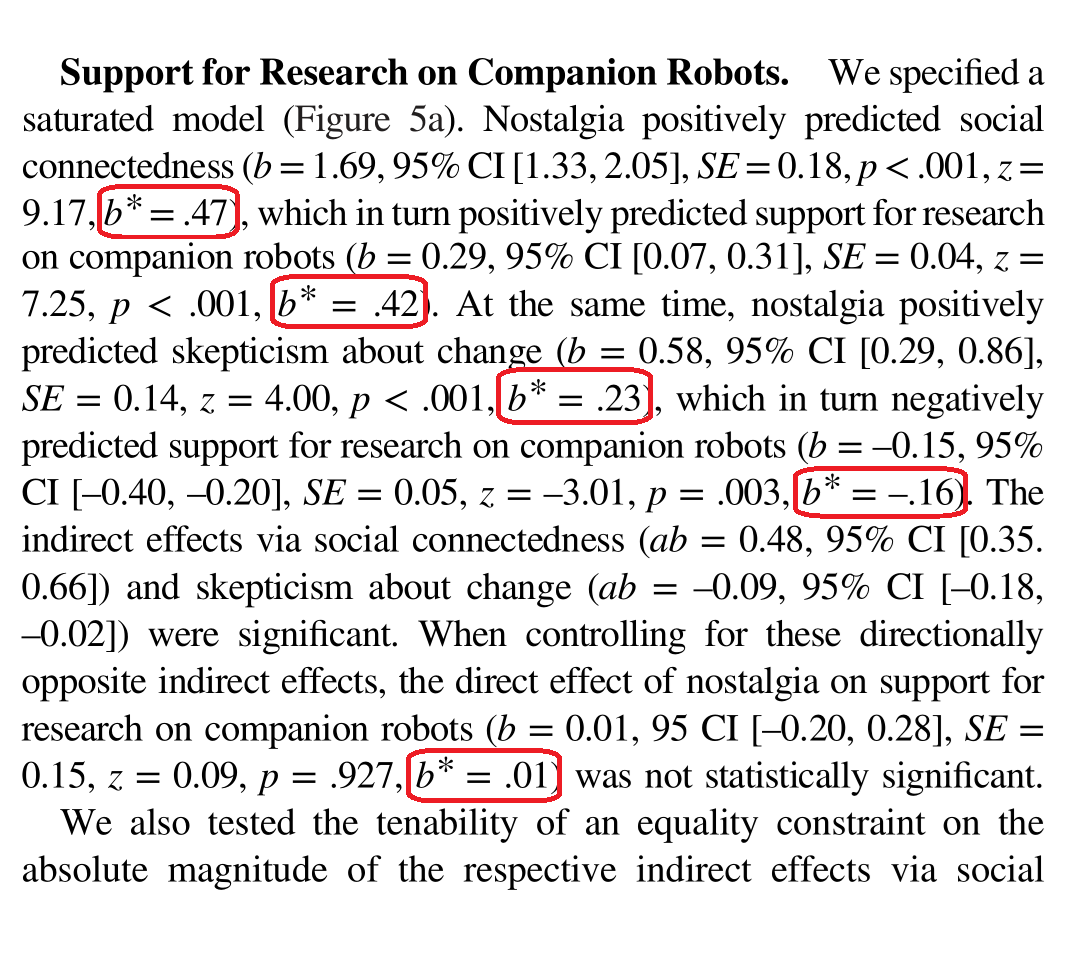 Support for Research on Companion Robots. We specified a
saturated model (Figure 5a). Nostalgia positively predicted social
connectedness (b = 1.69, 95% CI [1.33, 2.05], SE = 0.18, p < .001, z =
9.17, b* = .47), which in turn positively predicted support for research
on companion robots (b = 0.29, 95% CI [0.07, 0.31], SE = 0.04, z =
7.25, p < .001, b* = .42). At the same time, nostalgia positively
predicted skepticism about change (b = 0.58, 95% CI [0.29, 0.86],
SE = 0.14, z = 4.00, p < .001, b* = .23), which in turn negatively
predicted support for research on companion robots (b = –0.15, 95%
CI [–0.40, –0.20], SE = 0.05, z = –3.01, p = .003, b* = –.16). The
indirect effects via social connectedness (ab = 0.48, 95% CI [0.35.
0.66]) and skepticism about change (ab = –0.09, 95% CI [–0.18,
–0.02]) were significant. When controlling for these directionally
opposite indirect effects, the direct effect of nostalgia on support for
research on companion robots (b = 0.01, 95 CI [–0.20, 0.28], SE =
0.15, z = 0.09, p = .927, b* = .01) was not statistically significant.
We also tested the tenability of an equality constraint on the
absolute magnitude of the respective indirect effects via social